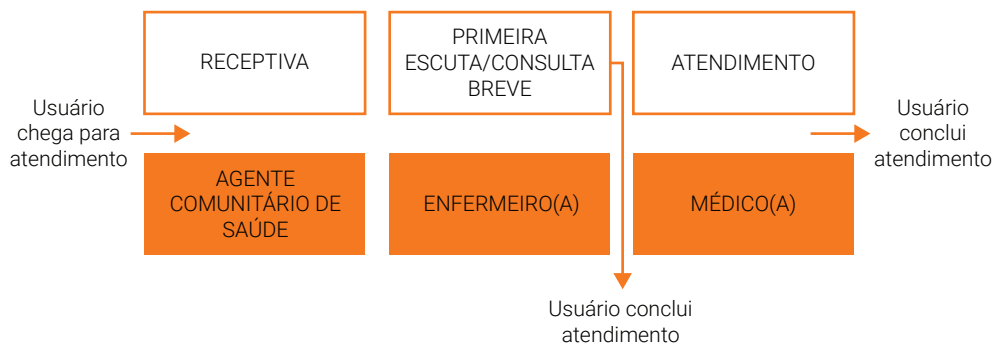 RECEPTIVA
PRIMEIRA
ESCUTA/CONSULTA
BREVE
ATENDIMENTO
Usuário
chega para
atendimento
Usuário
conclui
atendimento
AGENTE
COMUNITÁRIO DE
SAÚDE
ENFERMEIRO(A)
MÉDICO(A)
Usuário conclui
atendimento